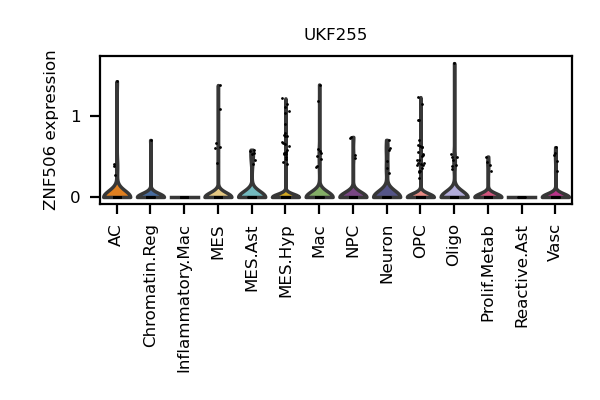 UKF255
ZNF506 expression
1
0
AC
Chromatin.Reg
Inflammatory.Mac
MES
MES.Ast
MES.Hyp
Mac
NPC
Neuron
OPC
Oligo
Prolif.Metab
Reactive.Ast
Vasc